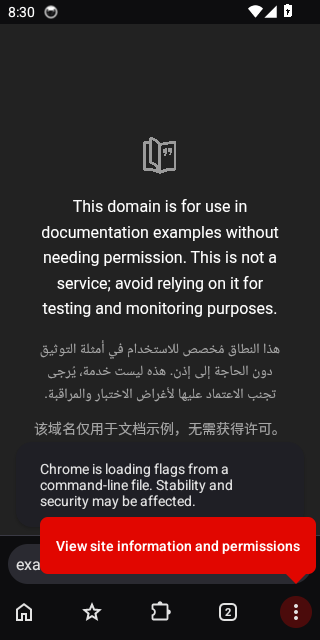 8:30
This domain is for use in
documentation examples without
needing permission. This is not a
service; avoid relying on it for
testing and monitoring purposes.
هذا النطاق مُخصص للاستخدام في أمثلة التوثيق
دون الحاجة إلى إذن. هذه ليست خدمة، يُرجى
تجنب الاعتماد عليها لأغراض الاختبار والمراقبة.
该域名仅用于文档示例，无需获得许可。
Chrome is loading flags from a
command-line file. Stability and
security may be affected.
View site information and permissions
exa
2